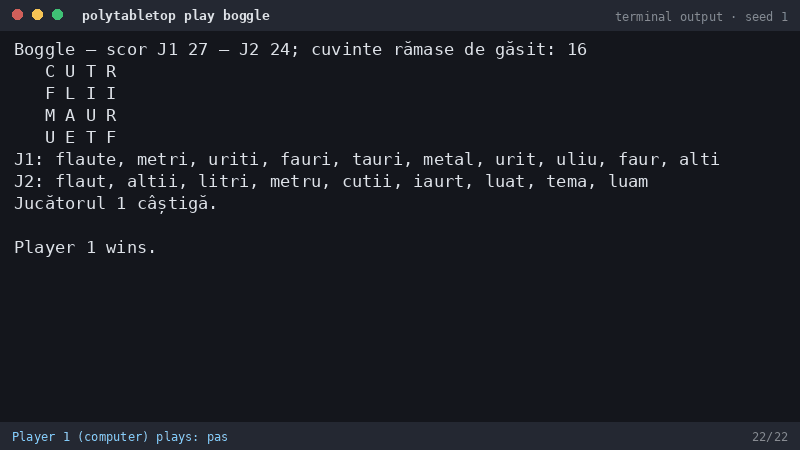 polytabletop play boggle
terminal output · seed 1
Boggle — scor J1 27 — J2 24; cuvinte rămase de găsit: 16
C U T R
F L I I
M A U R
U E T F
J1: flaute, metri, uriti, fauri, tauri, metal, urit, uliu, faur, alti
J2: flaut, altii, litri, metru, cutii, iaurt, luat, tema, luam
Jucătorul 1 câștigă.
Player 1 wins.
Player 1 (computer) plays: pas
22/22